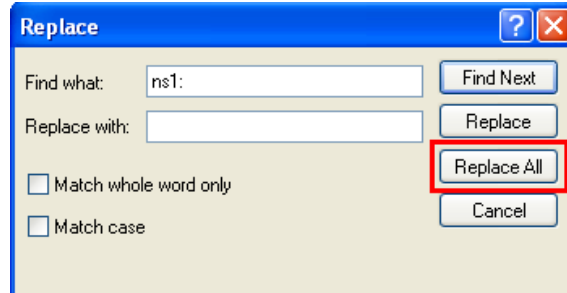 Replace
?
Find what: ns1: Find Next
Replace with: Replace
Replace All
Match whole word only
Cancel
Match case